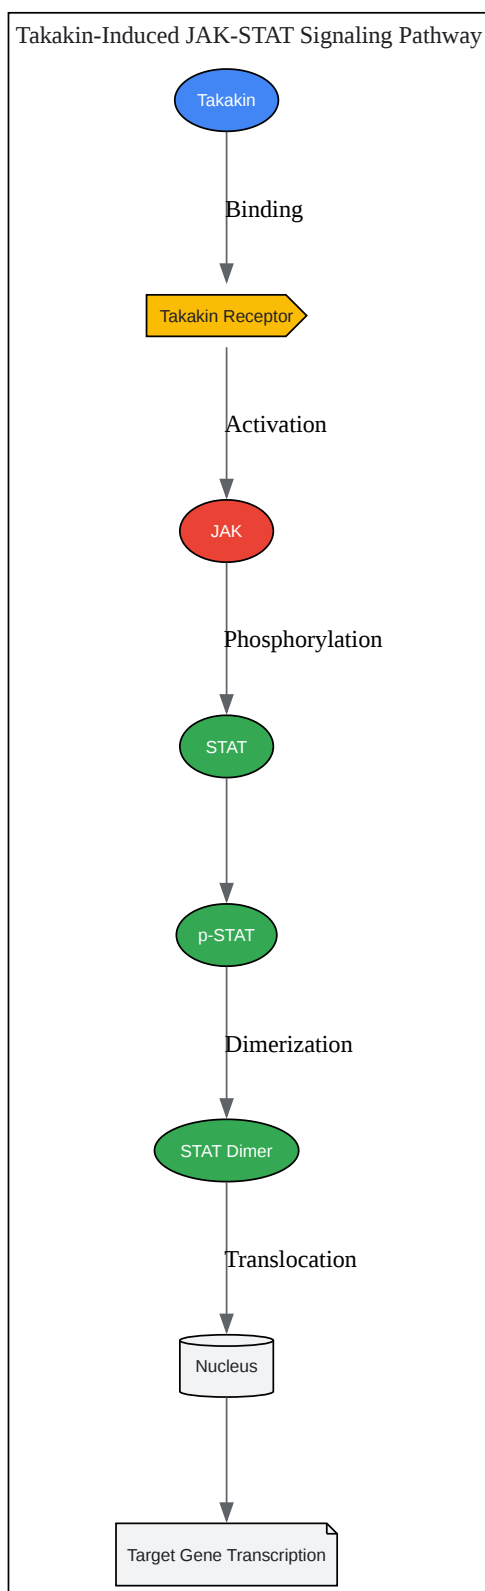 Takakin-Induced JAK-STAT Signaling Pathway
Takakin
Binding
Takakin Receptor
Activation
JAK
Phosphorylation
STAT
p-STAT
Dimerization
STAT Dimer
Translocation
Nucleus
Target Gene Transcription